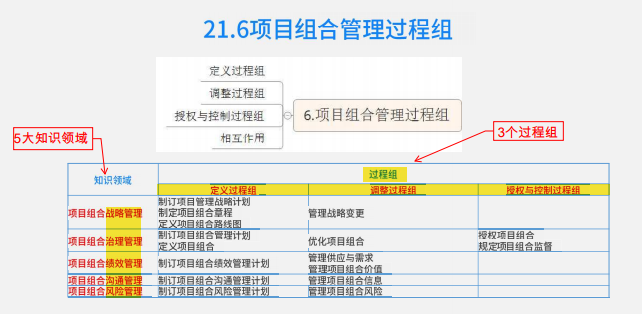 21.6项目组合管理过程组
定义过程组
调整过程组
授权与控制过程组
相互作用
6.项目组合管理过程组
5大知识领域
3个过程组
知识领域
过程组
定义过程组 调整过程组 授权与控制过程组
项目组合战略管理
制订项目管理战略计划
制定项目组合章程
定义项目组合路线图
管理战略变更
项目组合治理管理
制订项目组合管理计划
定义项目组合
优化项目组合
授权项目组合
规定项目组合监督
项目组合绩效管理
制订项目组合绩效管理计划
管理供应与需求
管理项目组合价值
项目组合沟通管理 制订项目组合沟通管理计划 管理项目组合信息
项目组合风险管理 制订项目组合风险管理计划 管理项目组合风险